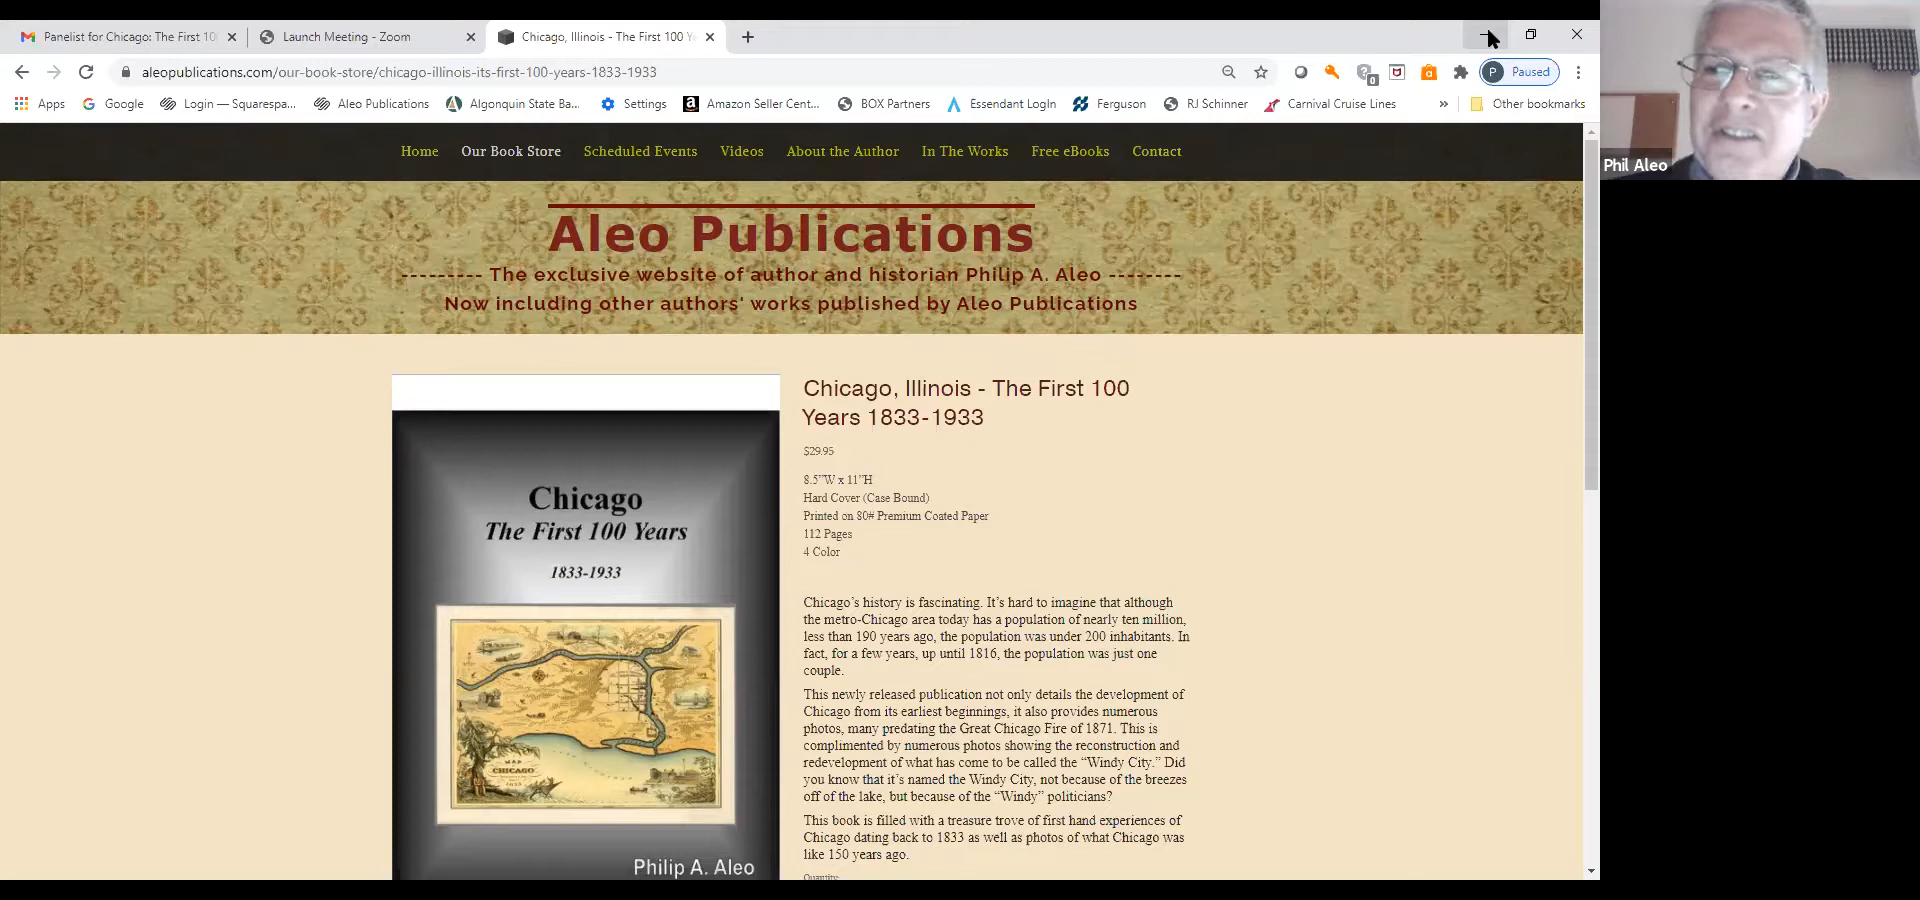 Panelist for Chicago: The First 10
Launch Meeting - Zoom
Chicago, Illinois - The First 100 Y
aleopublications.com/our-book-store/chicago-illinois-its-first-100-years-1833-1933
0
P Paused
Apps
Google
Login — Squarespa...
Aleo Publications
Algonquin State Ba...
Settings
Amazon Seller Cent...
BOX Partners
Essendant LogIn
Ferguson
RJ Schinner
Carnival Cruise Lines
»
Other bookmarks
Phil Aleo
Home Our Book Store Scheduled Events Videos About the Author In The Works Free eBooks Contact
Aleo Publications
--------- The exclusive website of author and historian Philip A. Aleo --------
Now including other authors' works published by Aleo Publications
Chicago
The First 100 Years
1833-1933
MAP
CHICAGO
Philip A. Aleo
Chicago, Illinois - The First 100
Years 1833-1933
$29.95
8.5”W x 11”H
Hard Cover (Case Bound)
Printed on 80# Premium Coated Paper
112 Pages
4 Color
Chicago’s history is fascinating. It’s hard to imagine that although
the metro-Chicago area today has a population of nearly ten million,
less than 190 years ago, the population was under 200 inhabitants. In
fact, for a few years, up until 1816, the population was just one
couple.
This newly released publication not only details the development of
Chicago from its earliest beginnings, it also provides numerous
photos, many predating the Great Chicago Fire of 1871. This is
complimented by numerous photos showing the reconstruction and
redevelopment of what has come to be called the “Windy City.” Did
you know that it’s named the Windy City, not because of the breezes
off of the lake, but because of the “Windy” politicians?
This book is filled with a treasure trove of first hand experiences of
Chicago dating back to 1833 as well as photos of what Chicago was
like 150 years ago.
Quantity: